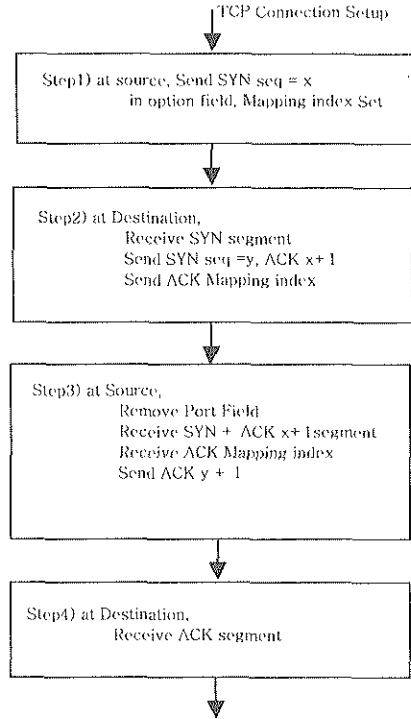 TCP Connection Setup
Step1) at source, Send SYN seq = x
in option field, Mapping index Set
Step2) at Destination,
Receive SYN segment
Send SYN seq =y, ACK x+1
Send ACK Mapping index
Step3) at Source,
Remove Port Field
Receive SYN + ACK x+1segment
Receive ACK Mapping index
Send ACK y + 1
Step4) at Destination,
Receive ACK segment